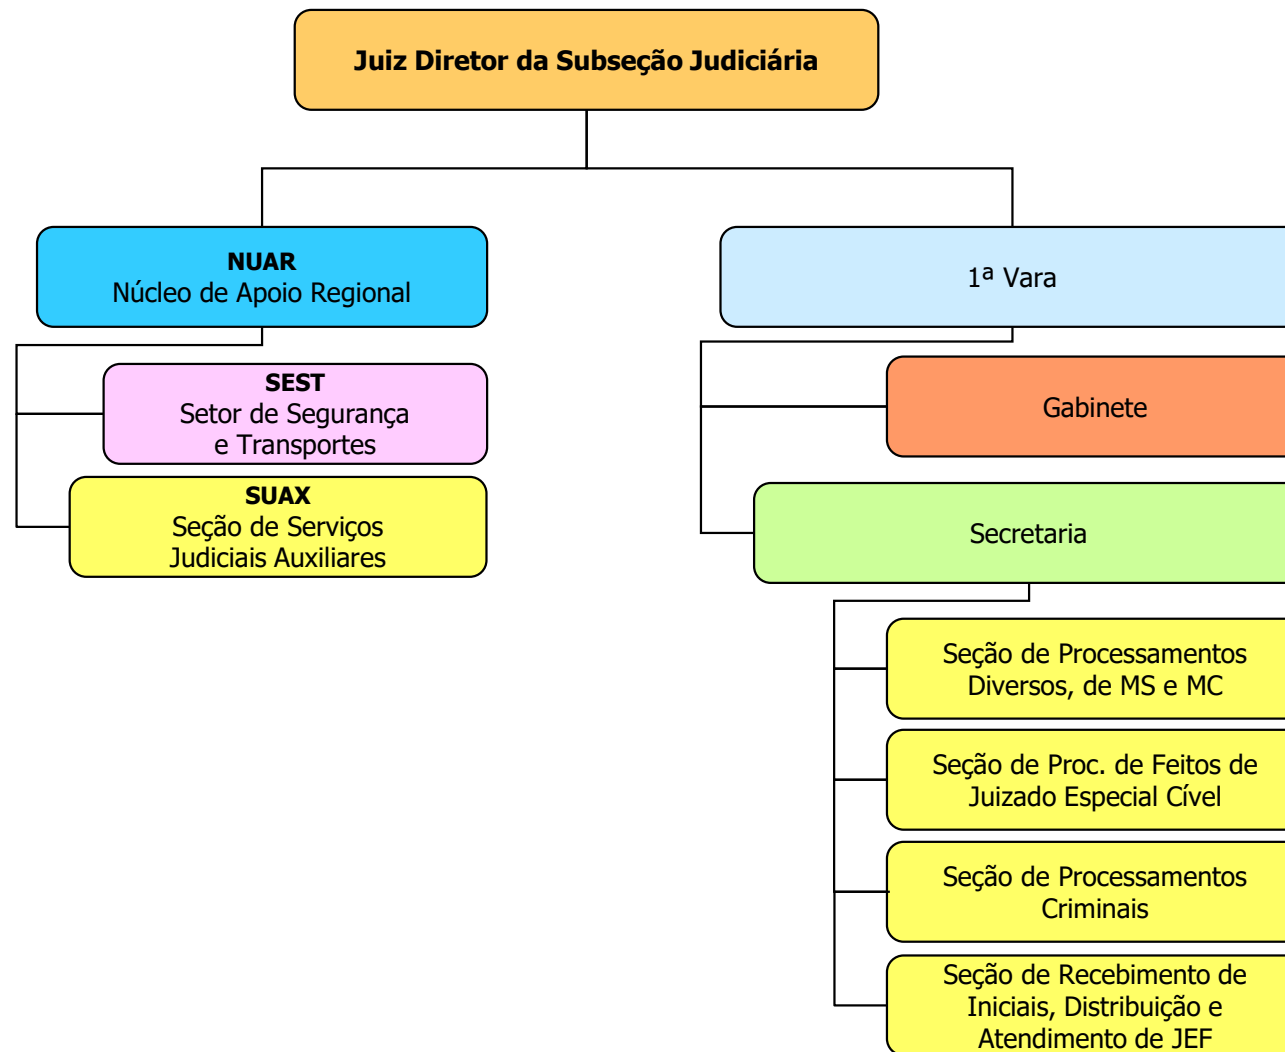 Juiz Diretor da Subseção Judiciária
NUAR
Núcleo de Apoio Regional
SEST
Setor de Segurança
e Transportes
SUAX
Seção de Serviços
Judiciais Auxiliares
1ª Vara
Gabinete
Secretaria
Seção de Processamentos
Diversos, de MS e MC
Seção de Proc. de Feitos de
Juizado Especial Cível
Seção de Processamentos
Criminais
Seção de Recebimento de
Iniciais, Distribuição e
Atendimento de JEF